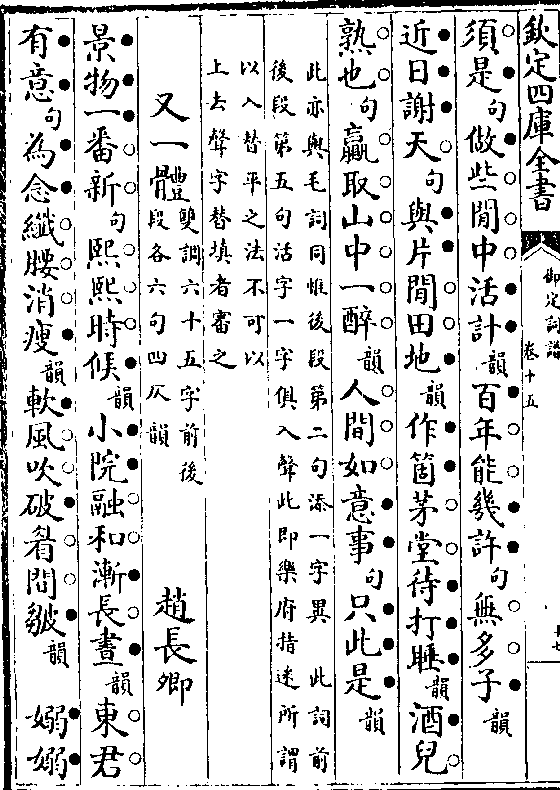 欽定四庫全書
御定詞譜
卷十五
須是句做些閒中活計韻百年能幾許句無多子韻
近日謝天句與片閒田地韻作箇茅堂待打睡韻酒兒
熟也句贏取山中一醉韻人間如意事句只此是韻
此亦與毛詞同惟後段第二句添一字異 此詞前
後段第五句活字一字俱入聲此即樂府指迷所謂
以入替平之法不可以
上去聲字替填者審之
又一體雙調六十五字前後
段各六句四仄韻 趙長卿
景物一番新句熙熙時候韻小院融和漸長晝韻東君
有意句為念纖腰消瘦韻軟風吹破眉間皺韻 嫋嫋